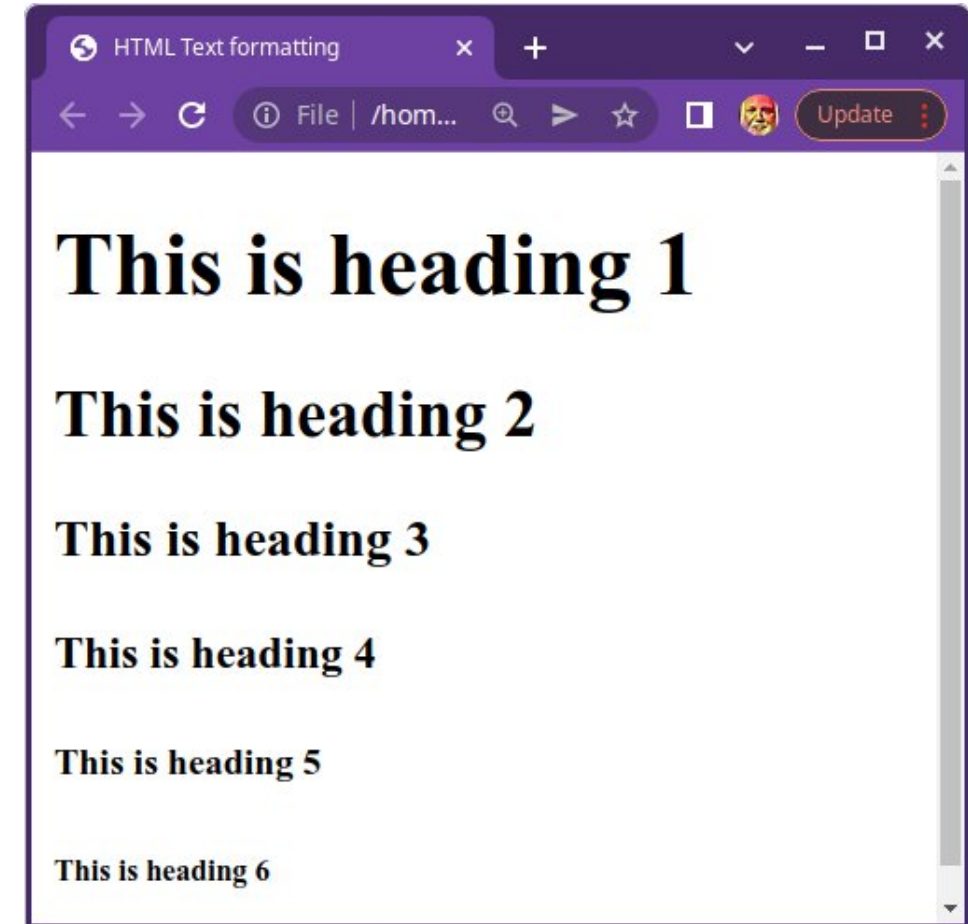 HTML Text formatting
File /hom... Update
This is heading 1
This is heading 2
This is heading 3
This is heading 4
This is heading 5
This is heading 6